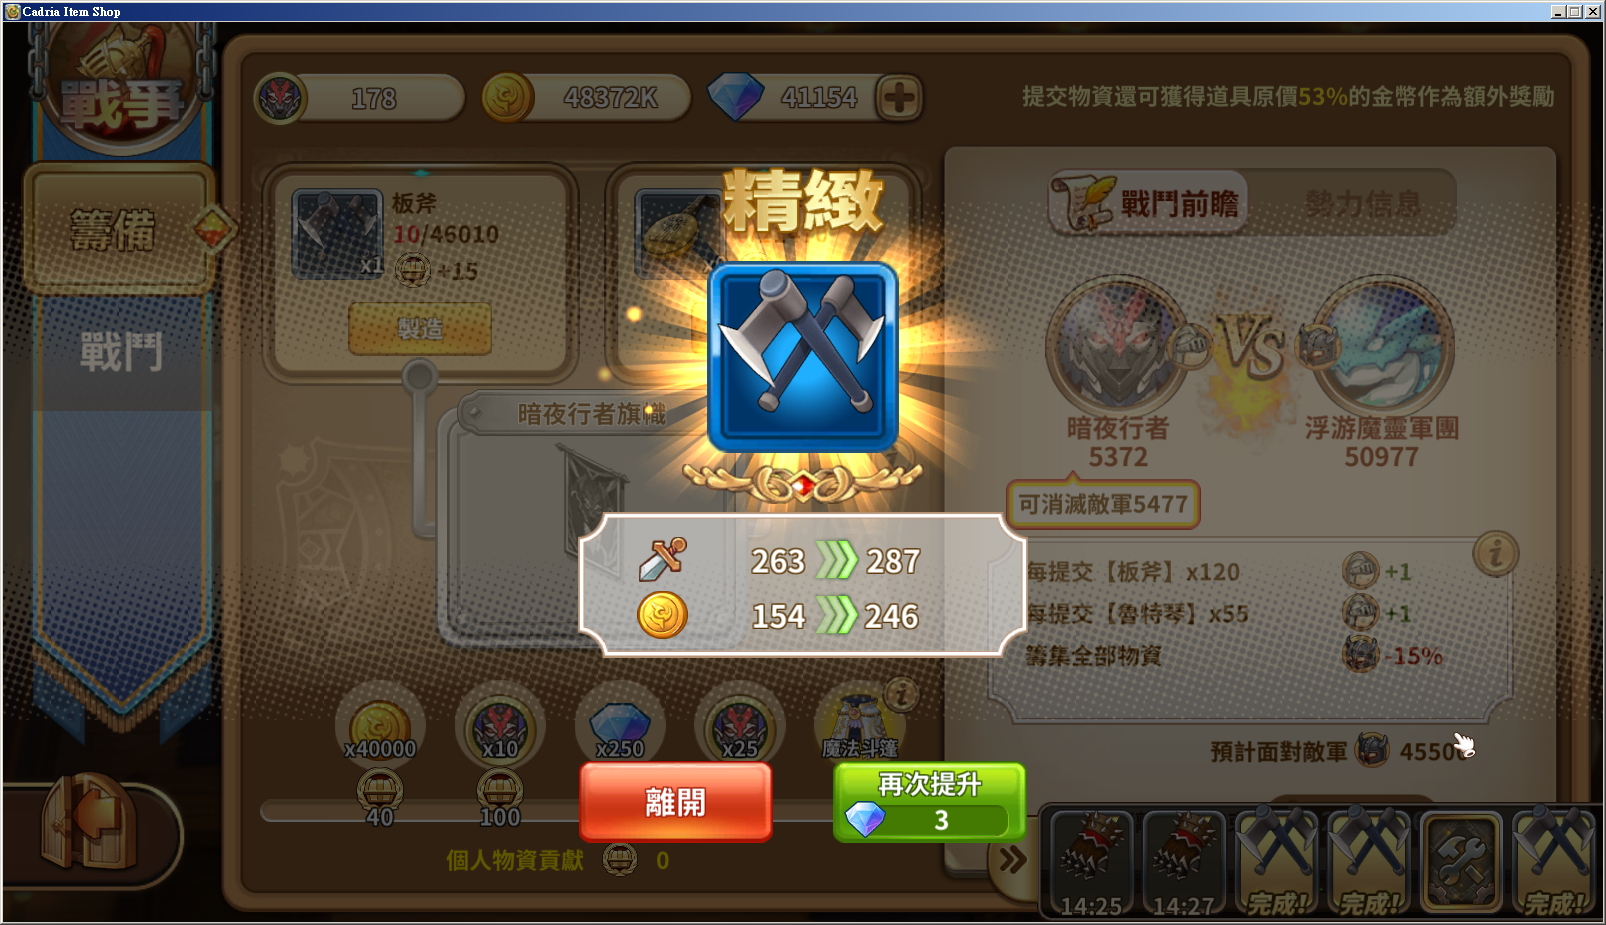 Cadria Item Shop
戰爭
178
48372K
41154
提交物資還可獲得道具原價53%的金幣作為額外獎勵
籌備
戰鬥
板斧
10/46010
x1
+15
製造
精緻
戰鬥前瞻
勢力信息
VS
暗夜行者
5372
浮游魔靈軍團
50977
可消滅敵軍5477
暗夜行者旗幟
263
287
154
246
每提交【板斧】x120
+1
每提交【魯特琴】x55
+1
籌集全部物資
-15%
預計面對敵軍
45500
x40000
x10
x250
x25
魔法斗篷
40
100
離開
再次提升
3
個人物資貢獻
0
14:25
14:27
完成!
完成!
完成!